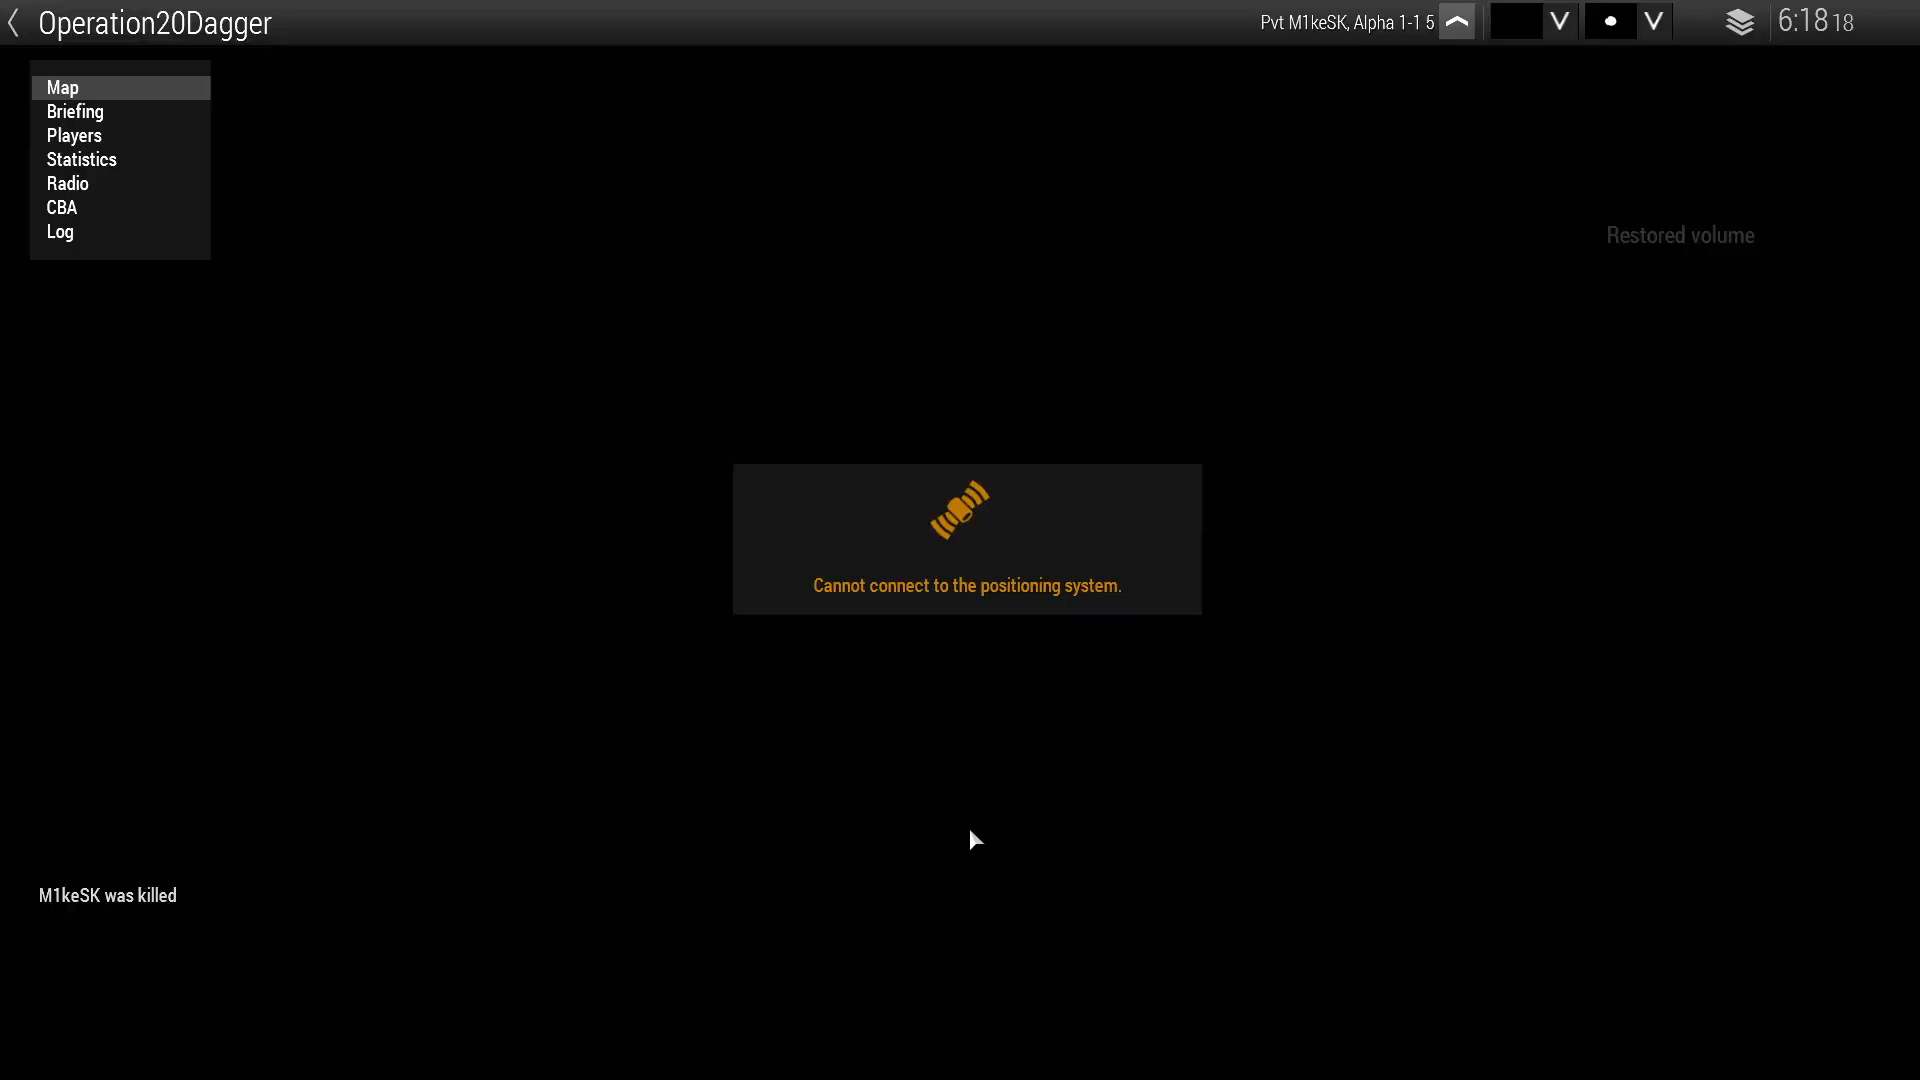 Operation20Dagger
Pvt M1keSK, Alpha 1-1 5
6:18 18
Map
Briefing
Players
Statistics
Radio
CBA
Log
Restored volume
Cannot connect to the positioning system.
M1keSK was killed